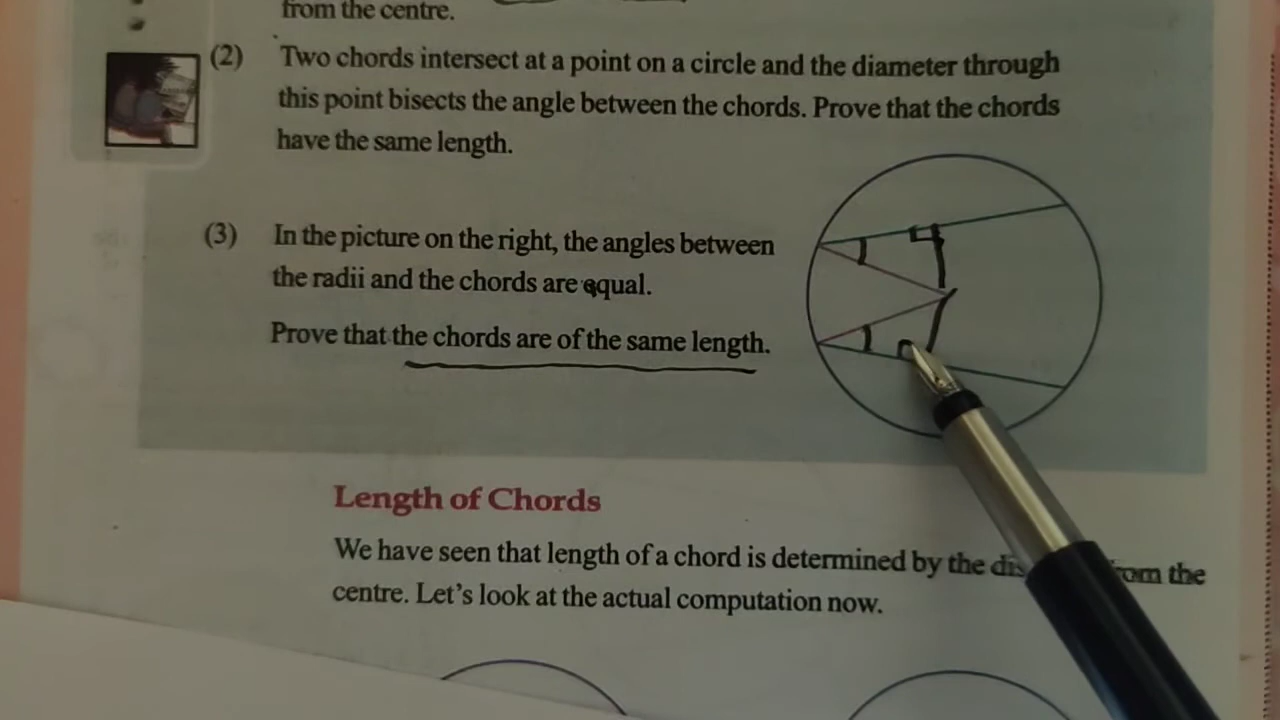 from the centre.
(2) Two chords intersect at a point on a circle and the diameter through
this point bisects the angle between the chords. Prove that the chords
have the same length.
(3) In the picture on the right, the angles between
the radii and the chords are equal.
Prove that the chords are of the same length.
Length of Chords
We have seen that length of a chord is determined by the from the
centre. Let's look at the actual computation now.